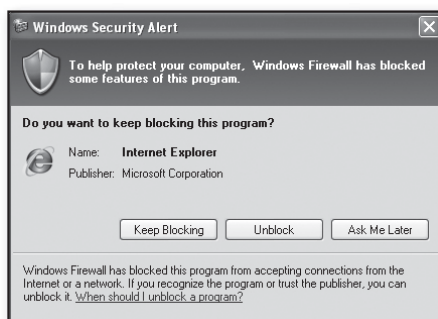 Windows Security Alert
To help protect your computer, Windows Firewall has blocked
some features of this program.
Do you want to keep blocking this program?
Name: Internet Explorer
Publisher: Microsoft Corporation
Keep Blocking Unblock Ask Me Later
Windows Firewall has blocked this program from accepting connections from the
Internet or a network. If you recognize the program or trust the publisher, you can
unblock it. When should I unblock a program?